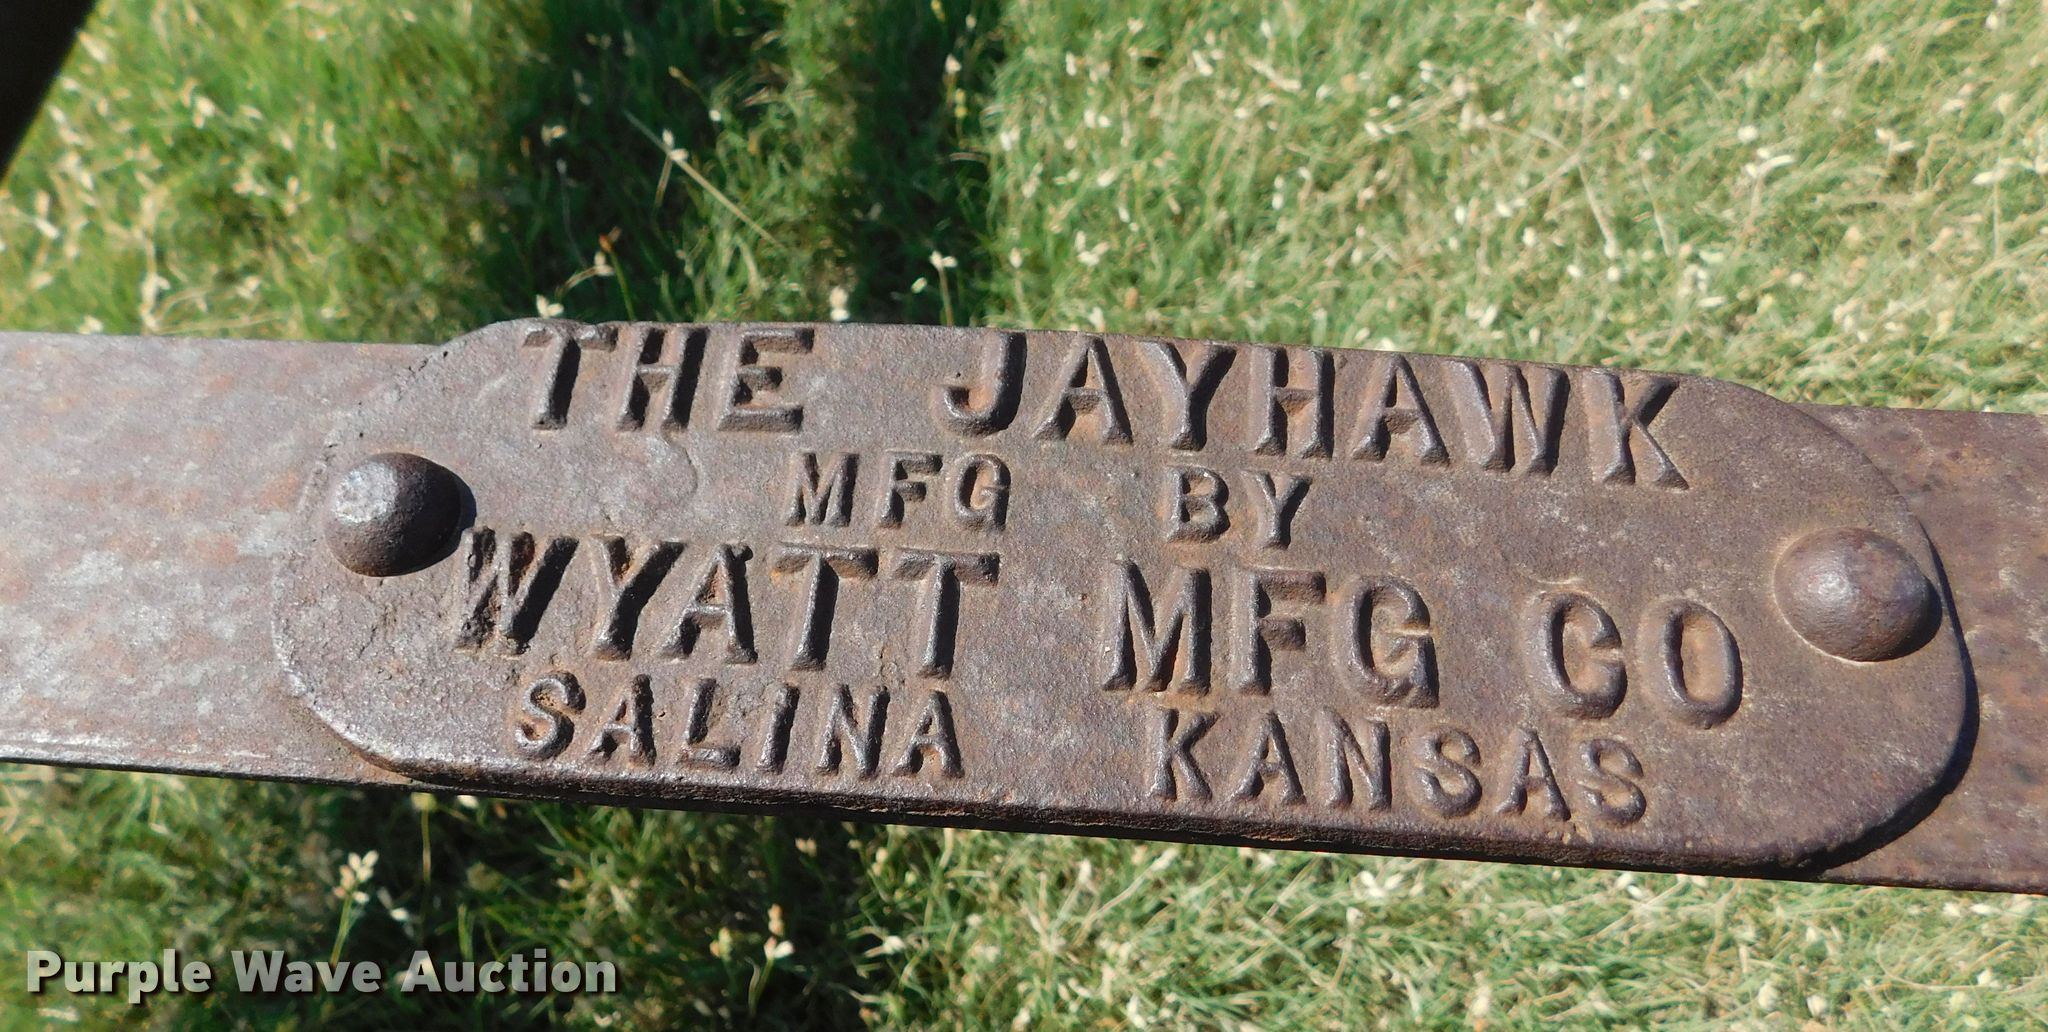 THE JAYHAWK
MFG BY
WYATT MFG CO
SALINA KANSAS
Purple Wave Auction